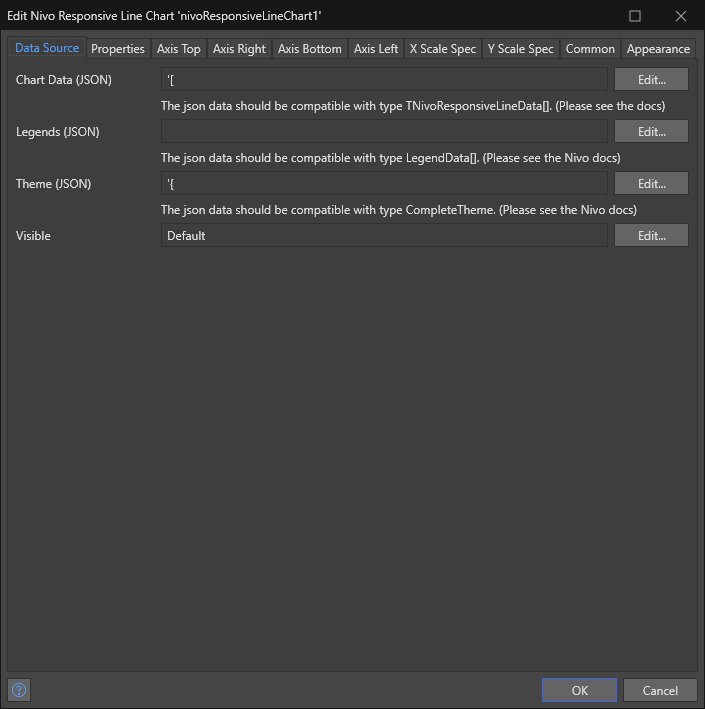 Edit Nivo Responsive Line Chart 'nivoResponsiveLineChart1'
Data Source Properties Axis Top Axis Right Axis Bottom Axis Left X Scale Spec Y Scale Spec Common Appearance
Chart Data (JSON) '[ Edit...
The json data should be compatible with type TNivoResponsiveLineData[]. (Please see the docs)
Legends (JSON) Edit...
The json data should be compatible with type LegendData[]. (Please see the Nivo docs)
Theme (JSON) '{ Edit...
The json data should be compatible with type CompleteTheme. (Please see the Nivo docs)
Visible Default Edit...
? OK Cancel